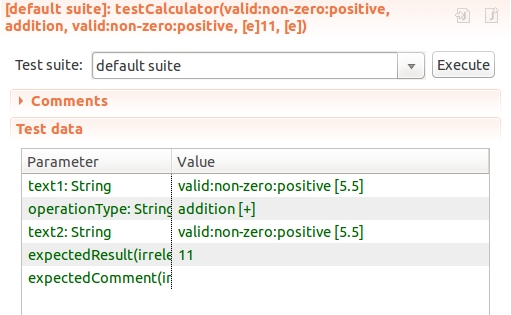 [default suite]: testCalculator(valid:non-zero:positive,
addition, valid:non-zero:positive, [e]11, [e])
Test suite: default suite Execute
Comments
Test data
Parameter Value
text1: String valid:non-zero:positive [5.5]
operationType: String addition [+]
text2: String valid:non-zero:positive [5.5]
expectedResult(irrele 11
expectedComment(ir